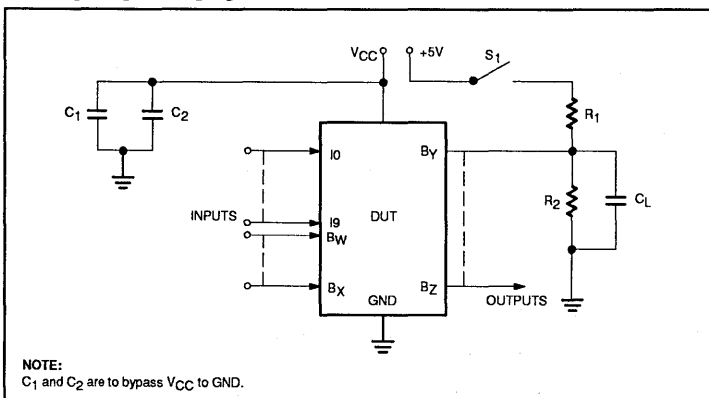 VCC +5V S1
C1 C2 R1
I0 BY
R2 CL
INPUTS I9 DUT
BW
BX BZ
GND OUTPUTS
NOTE:
C1 and C2 are to bypass VCC to GND.